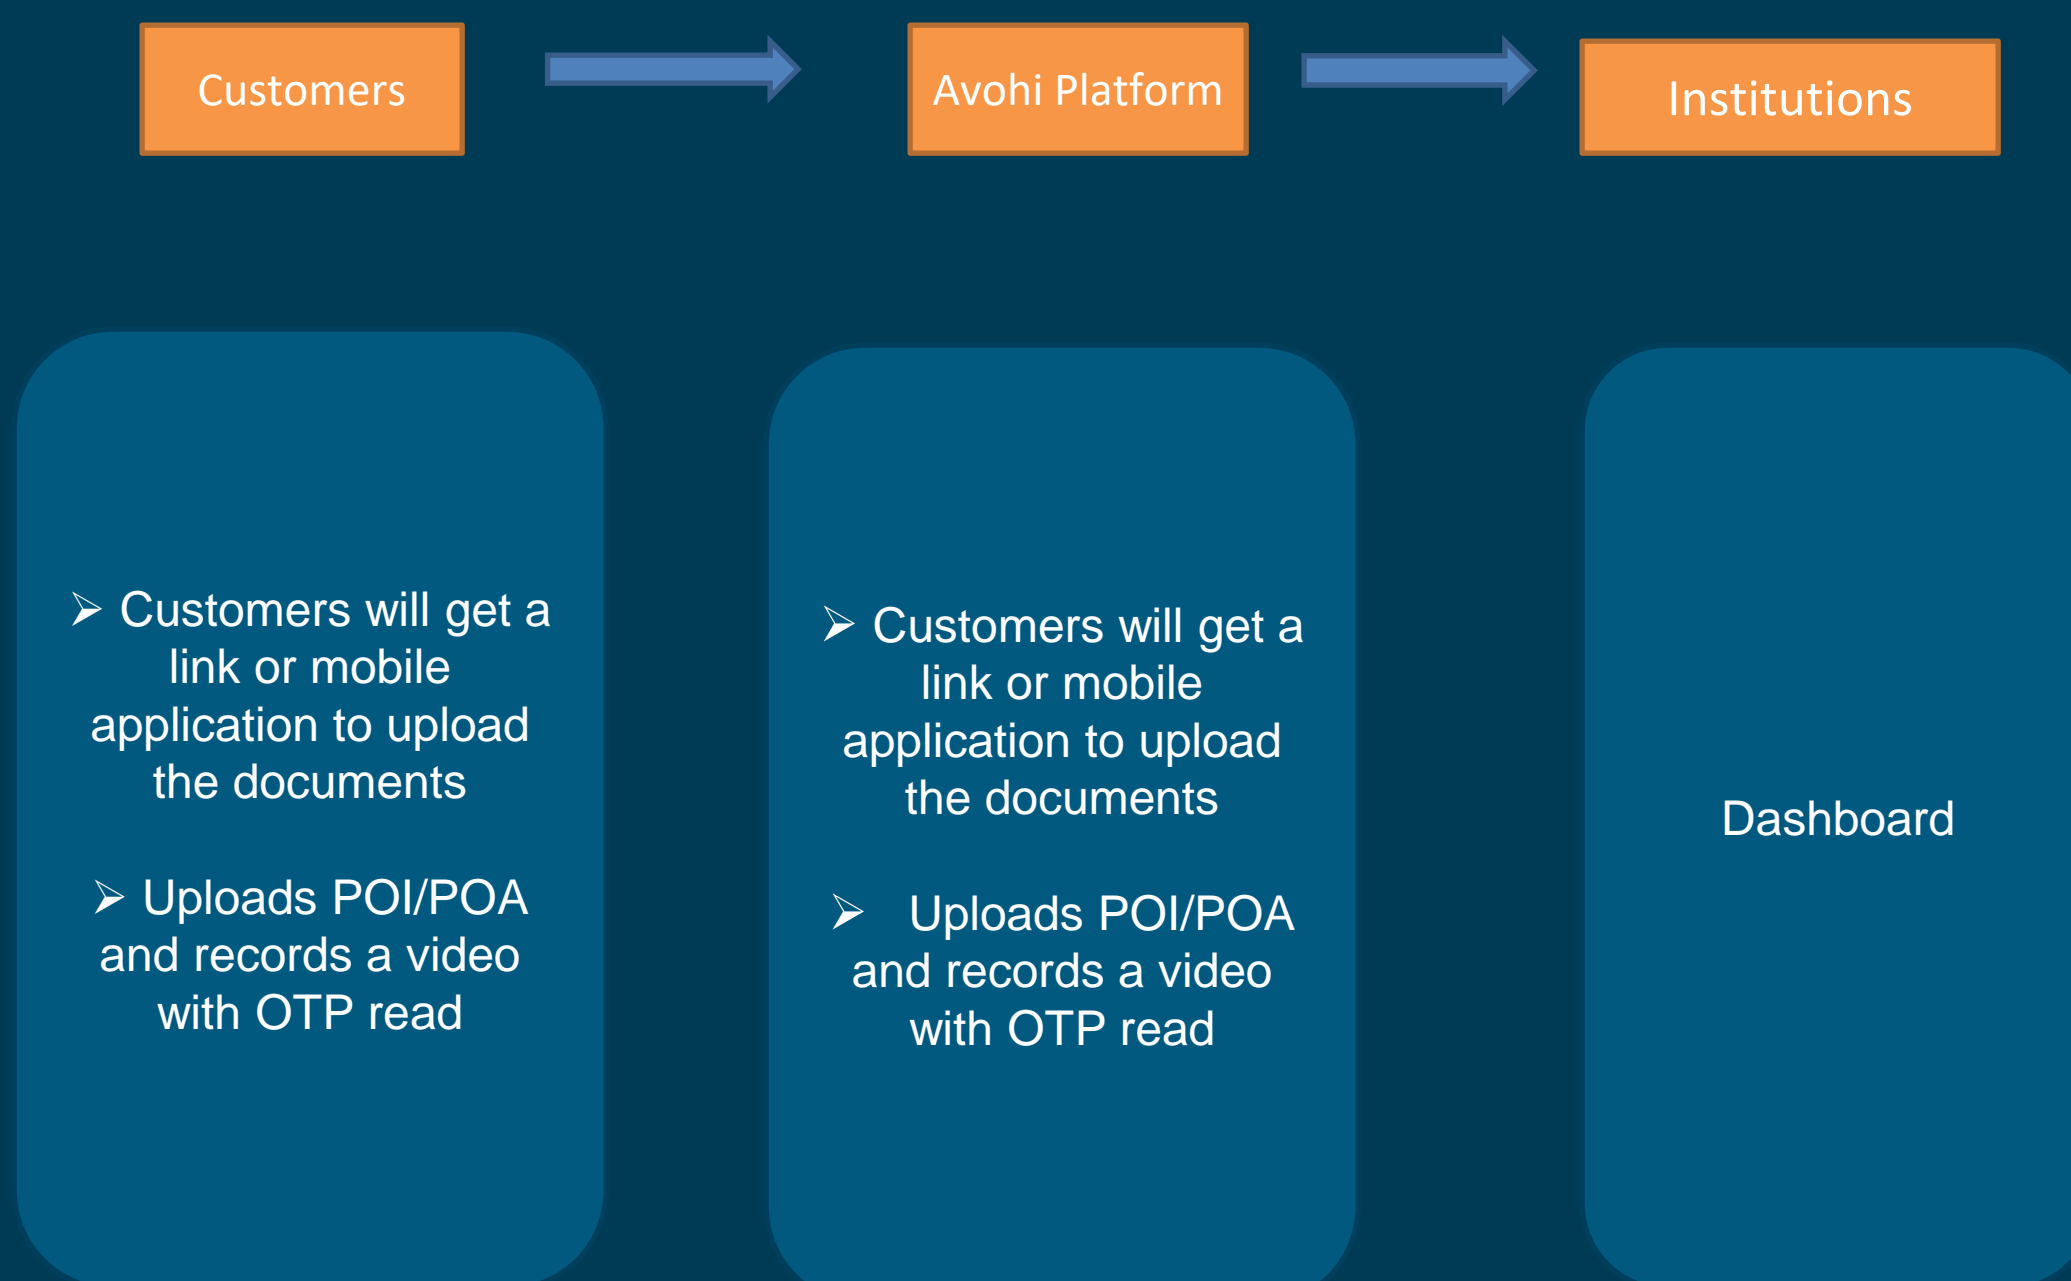 Customers
Avohi Platform
Institutions
➢ Customers will get a
link or mobile
application to upload
the documents
➢ Uploads POI/POA
and records a video
with OTP read
➢ Customers will get a
link or mobile
application to upload
the documents
➢ Uploads POI/POA
and records a video
with OTP read
Dashboard